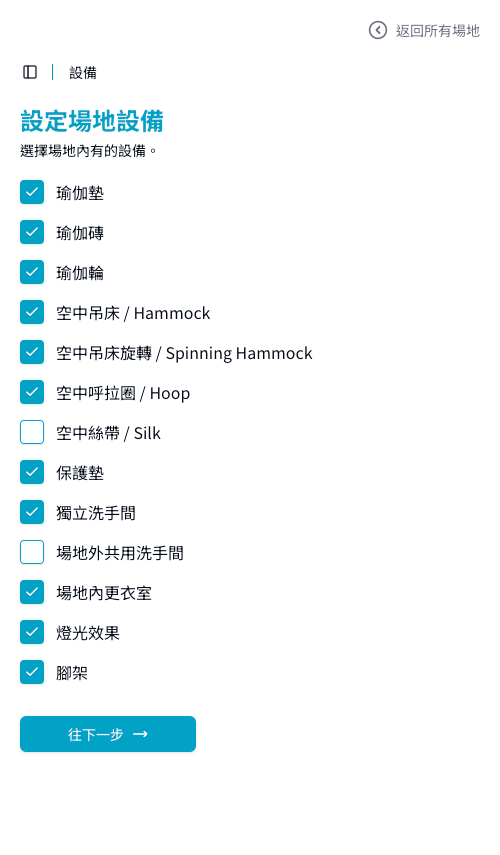 返回所有場地
設備
設定場地設備
選擇場地內有的設備。
瑜伽墊
瑜伽磚
瑜伽輪
空中吊床 / Hammock
空中吊床旋轉 / Spinning Hammock
空中呼拉圈 / Hoop
空中絲帶 / Silk
保護墊
獨立洗手間
場地外共用洗手間
場地內更衣室
燈光效果
腳架
往下一步 →